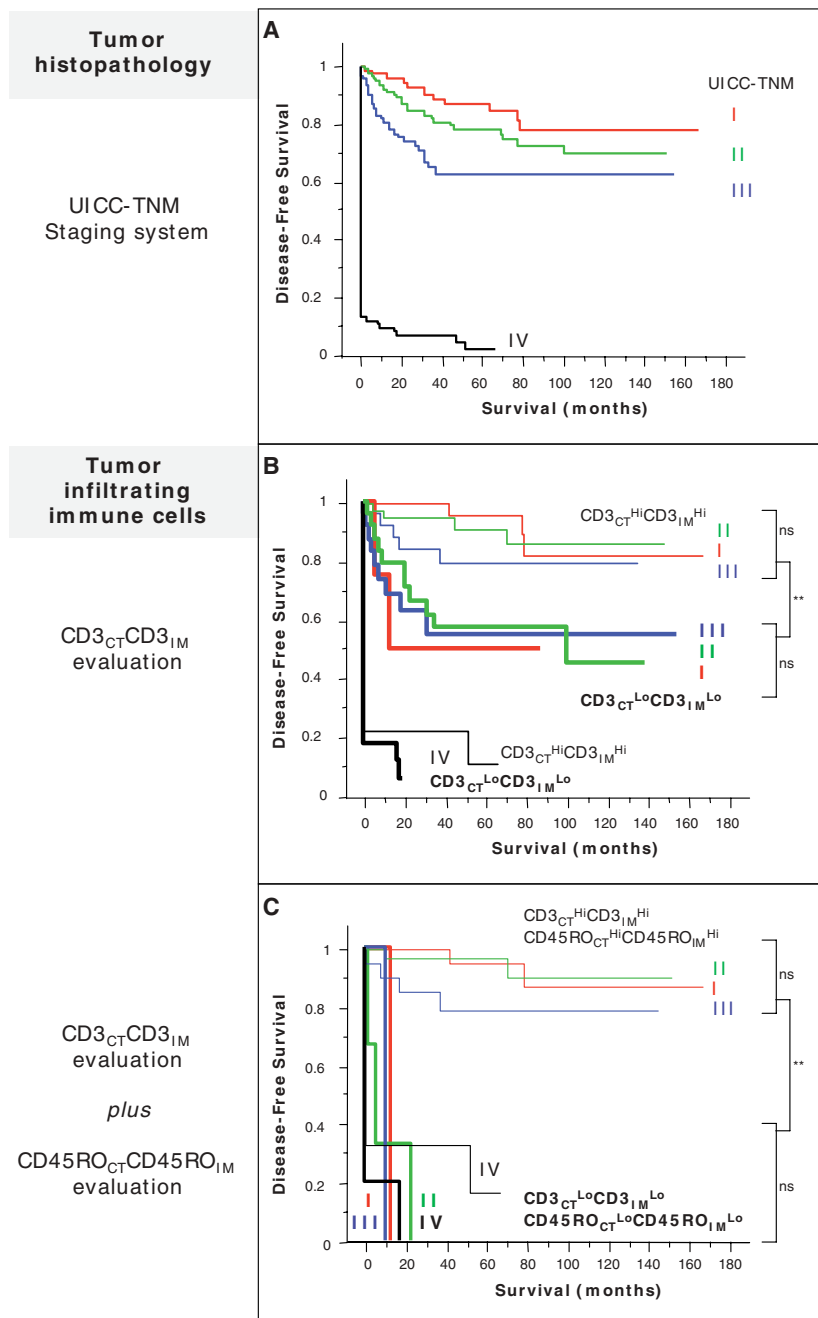 Tumor
histopathology
UICC-TNM
Staging system
A
Disease-Free Survival
1
0.8
0.6
0.4
0.2
0
0 20 40 60 80 100 120 140 160 180
Survival (months)
UICC-TNM
I
II
III
IV
Tumor
infiltrating
immune cells
CD3CTCD3IM
evaluation
B
Disease-Free Survival
1
0.8
0.6
0.4
0.2
0
0 20 40 60 80 100 120 140 160 180
Survival (months)
CD3CTHiCD3IMHi
II
I
III
ns
**
III
II
I
ns
CD3CTLoCD3IMLo
IV
CD3CTHiCD3IMHi
CD3CTLoCD3IMLo
CD3CTCD3IM
evaluation
plus
CD45ROCTCD45ROIM
evaluation
C
Disease-Free Survival
1
0.8
0.6
0.4
0.2
0
0 20 40 60 80 100 120 140 160 180
Survival (months)
CD3CTHiCD3IMHi
CD45ROCTHiCD45ROIMHi
II
I
III
ns
**
ns
IV
CD3CTLoCD3IMLo
CD45ROCTLoCD45ROIMLo
I II
III IV